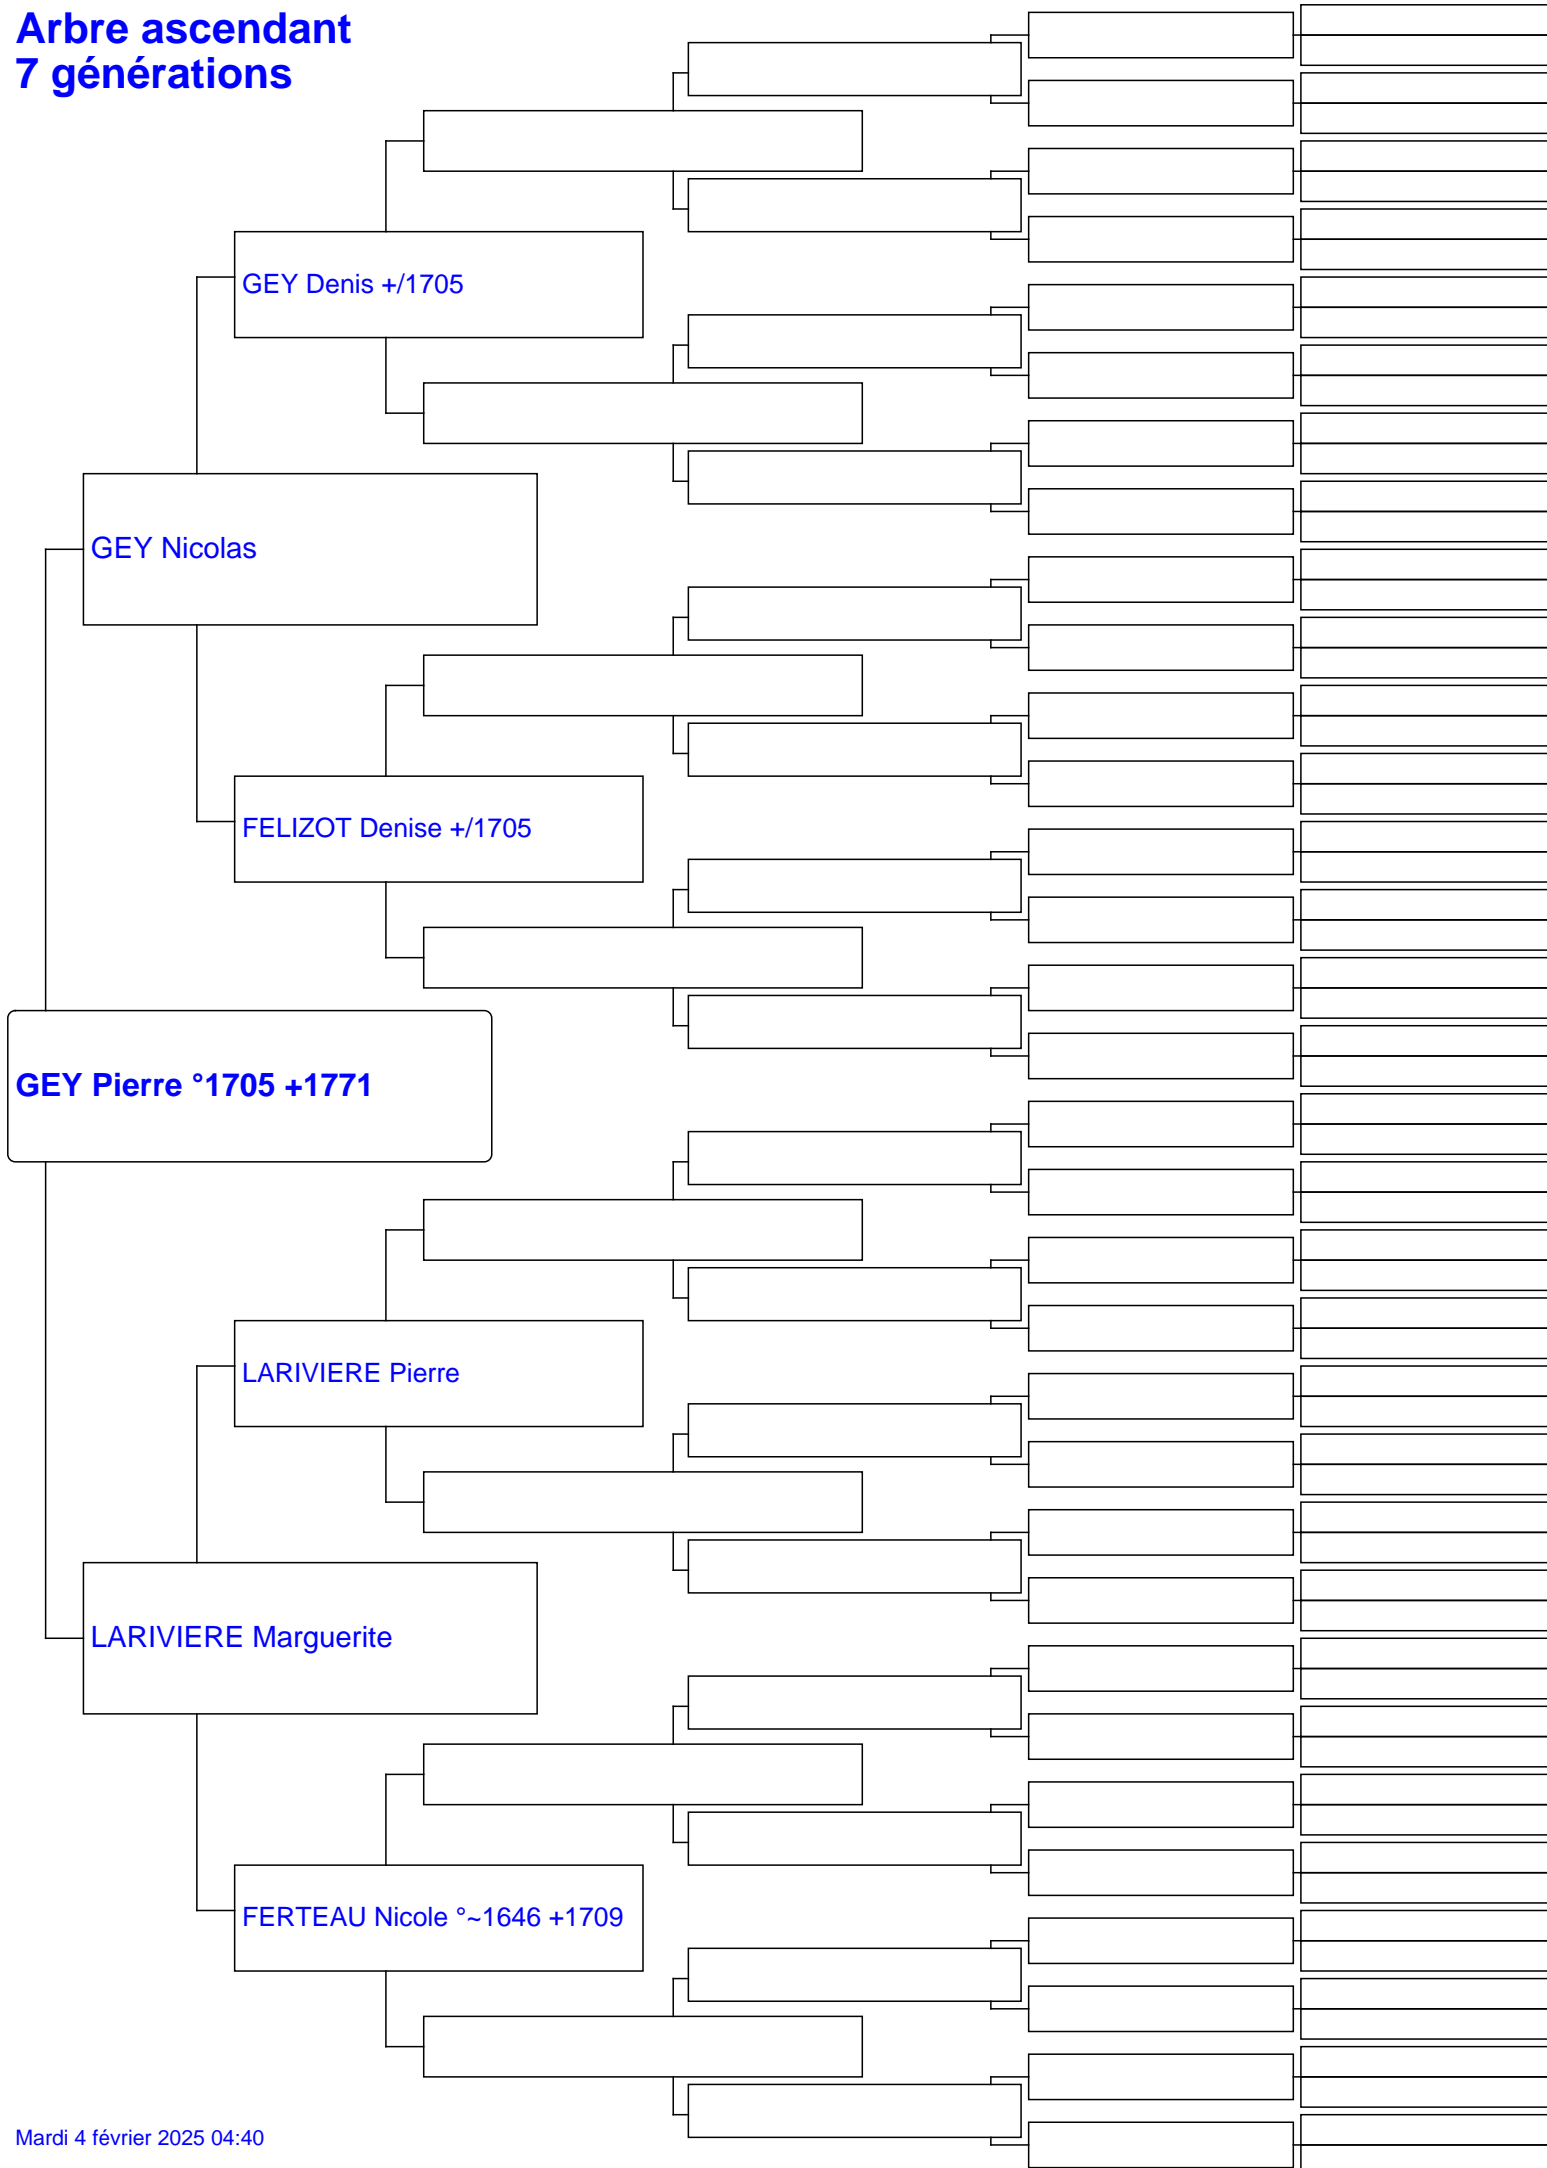 Arbre ascendant
7 générations
GEY Denis +/1705
GEY Nicolas
FELIZOT Denise +/1705
GEY Pierre °1705 +1771
LARIVIERE Pierre
LARIVIERE Marguerite
FERTEAU Nicole °~1646 +1709
Mardi 4 février 2025 04:40